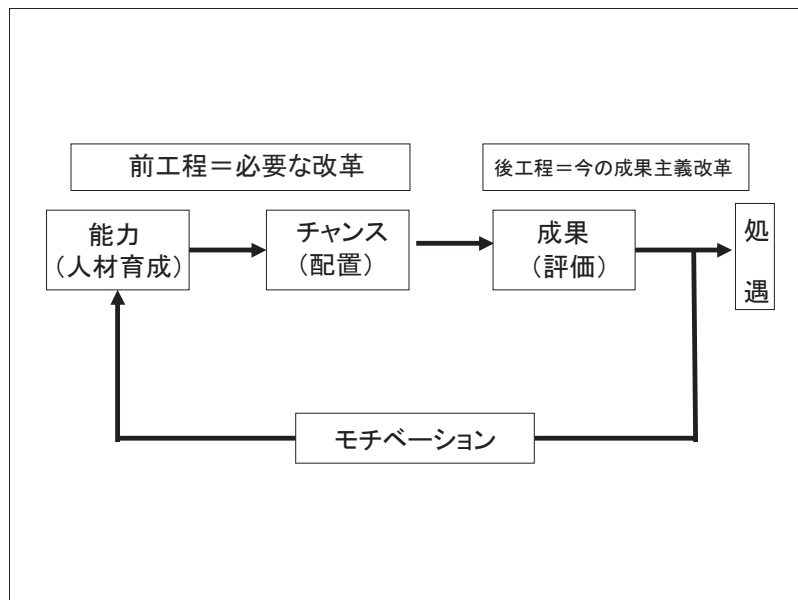 前工程＝必要な改革
後工程＝今の成果主義改革
能力
（人材育成）
チャンス
（配置）
成果
（評価）
処
遇
モチベーション